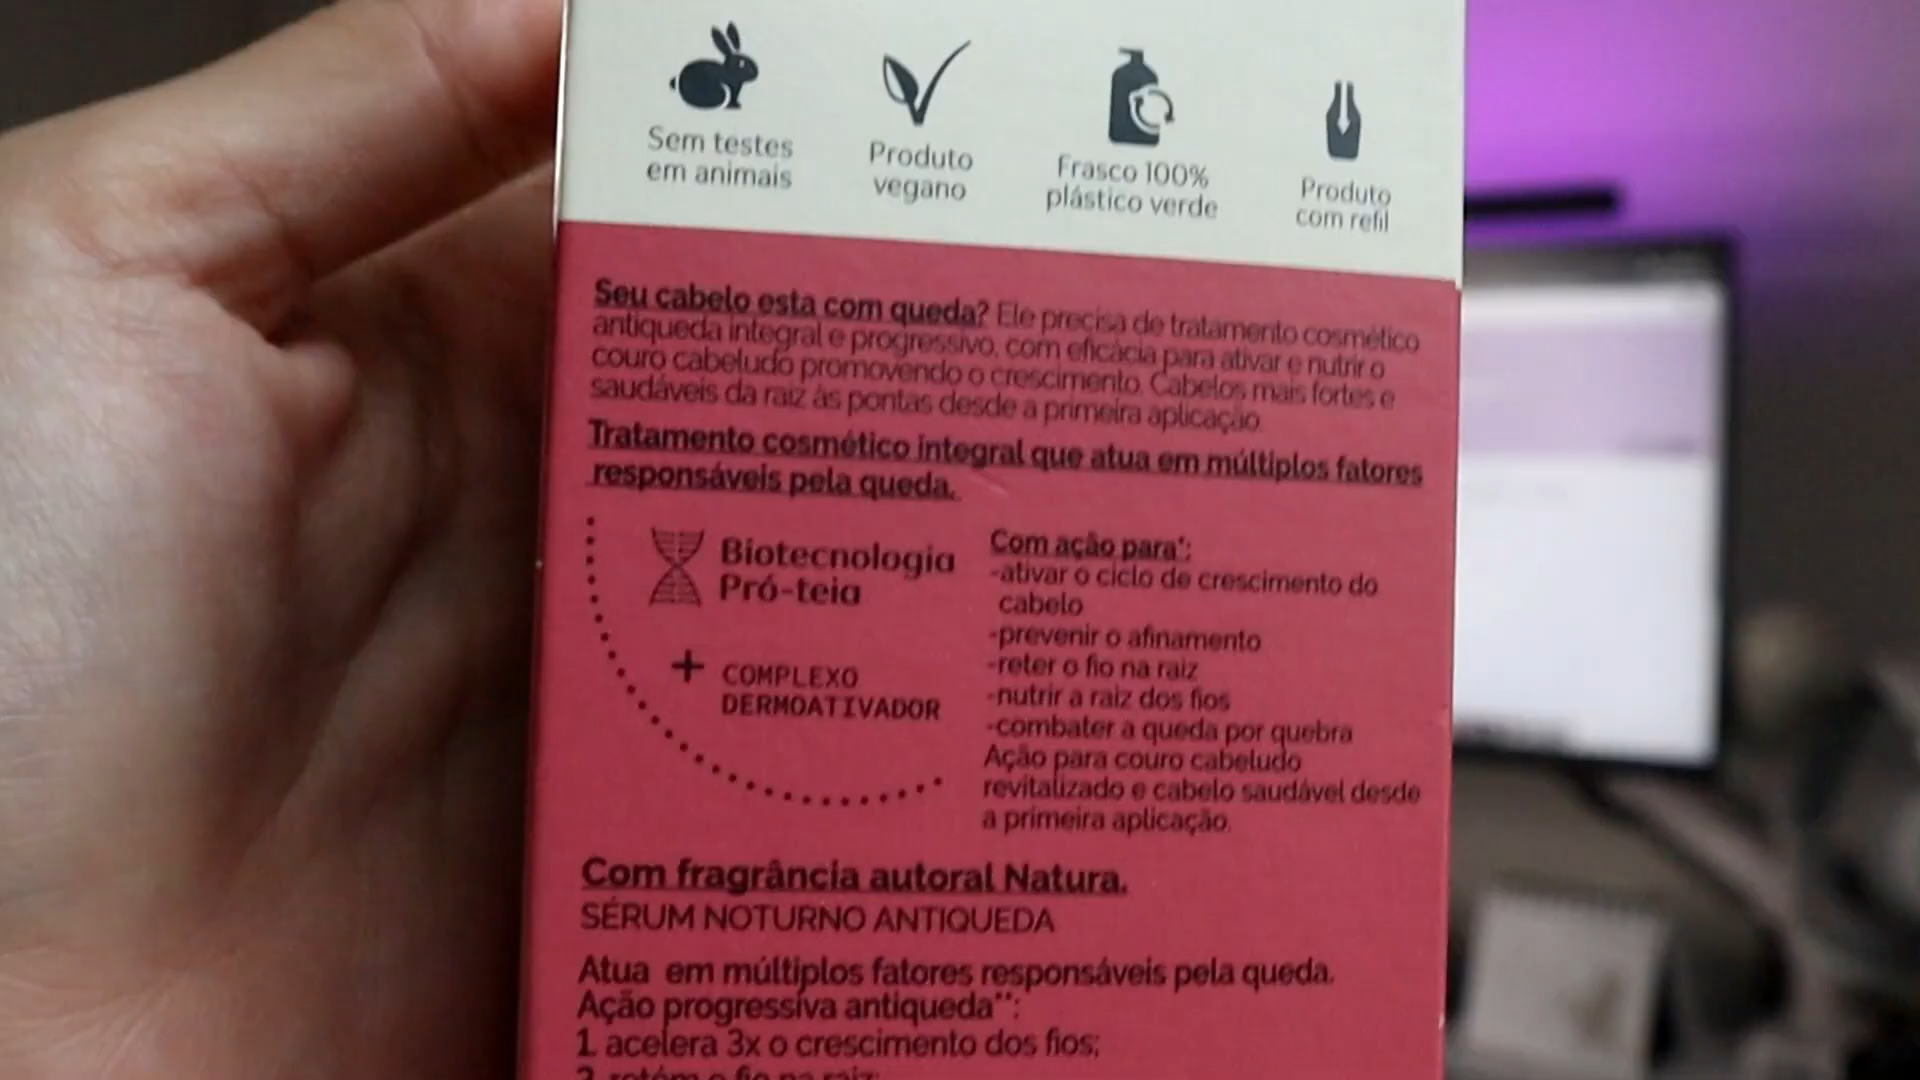 Sem testes
em animais
Produto
vegano
Frasco 100%
plástico verde
Produto
com refil
Seu cabelo esta com queda? Ele precisa de tratamento cosmético
antiqueda integral e progressivo, com eficácia para ativar e nutrir o
couro cabeludo promovendo o crescimento. Cabelos mais fortes e
saudáveis da raiz às pontas desde a primeira aplicação.
Tratamento cosmético integral que atua em múltiplos fatores
responsáveis pela queda.
Biotecnologia
Pró-teia
+ COMPLEXO
DERMOATIVADOR
Com ação para*:
-ativar o ciclo de crescimento do
cabelo
-prevenir o afinamento
-reter o fio na raiz
-nutrir a raiz dos fios
-combater a queda por quebra
Ação para couro cabeludo
revitalizado e cabelo saudável desde
a primeira aplicação.
Com fragrância autoral Natura.
SÉRUM NOTURNO ANTIQUEDA
Atua em múltiplos fatores responsáveis pela queda.
Ação progressiva antiqueda**:
1. acelera 3x o crescimento dos fios;
2. retém o fio na raiz;